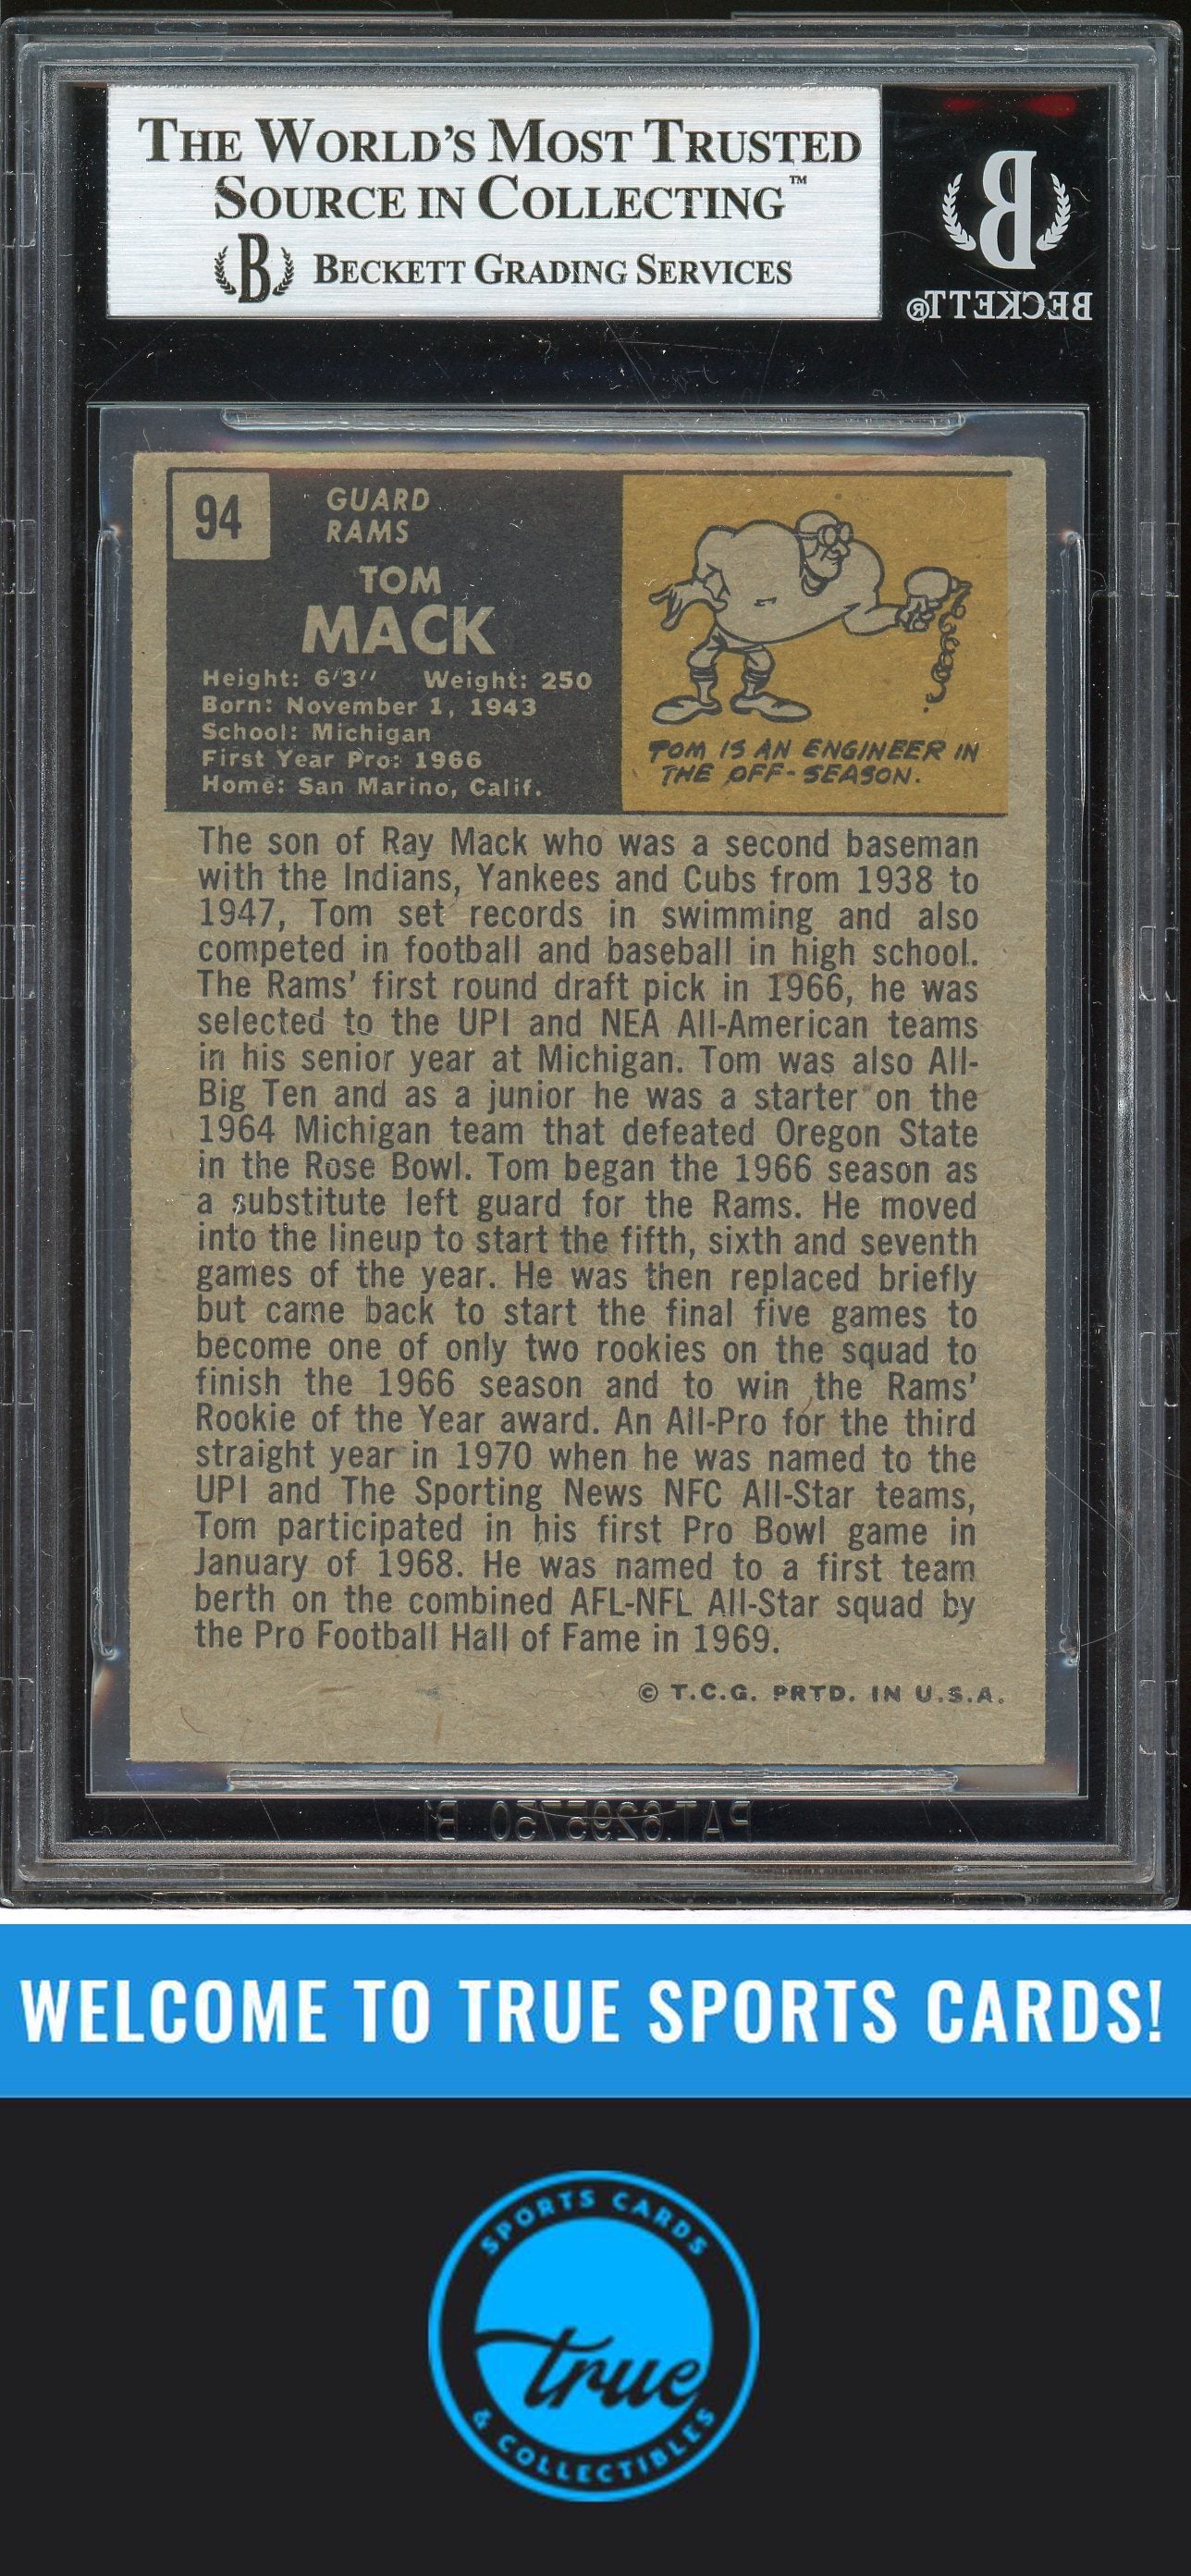 THE WORLD'S MOST TRUSTED
SOURCE IN COLLECTING™
B BECKETT GRADING SERVICES
B
BECKETT®
94
GUARD
RAMS
TOM
MACK
Height: 6'3'' Weight: 250
Born: November 1, 1943
School: Michigan
First Year Pro: 1966
Home: San Marino, Calif.
TOM IS AN ENGINEER IN
THE OFF-SEASON.
The son of Ray Mack who was a second baseman
with the Indians, Yankees and Cubs from 1938 to
1947, Tom set records in swimming and also
competed in football and baseball in high school.
The Rams' first round draft pick in 1966, he was
selected to the UPI and NEA All-American teams
in his senior year at Michigan. Tom was also All-
Big Ten and as a junior he was a starter on the
1964 Michigan team that defeated Oregon State
in the Rose Bowl. Tom began the 1966 season as
a substitute left guard for the Rams. He moved
into the lineup to start the fifth, sixth and seventh
games of the year. He was then replaced briefly
but came back to start the final five games to
become one of only two rookies on the squad to
finish the 1966 season and to win the Rams'
Rookie of the Year award. An All-Pro for the third
straight year in 1970 when he was named to the
UPI and The Sporting News NFC All-Star teams,
Tom participated in his first Pro Bowl game in
January of 1968. He was named to a first team
berth on the combined AFL-NFL All-Star squad by
the Pro Football Hall of Fame in 1969.
© T.C.G. PRTD. IN U.S.A.
PAT.6295750 B1
WELCOME TO TRUE SPORTS CARDS!
SPORTS CARDS
true
& COLLECTIBLES